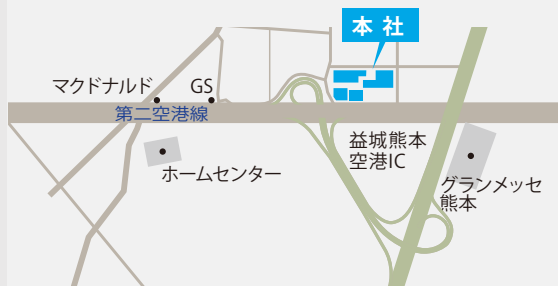 本社
マクドナルド
GS
第二空港線
益城熊本
空港IC
ホームセンター
グランメッセ
熊本